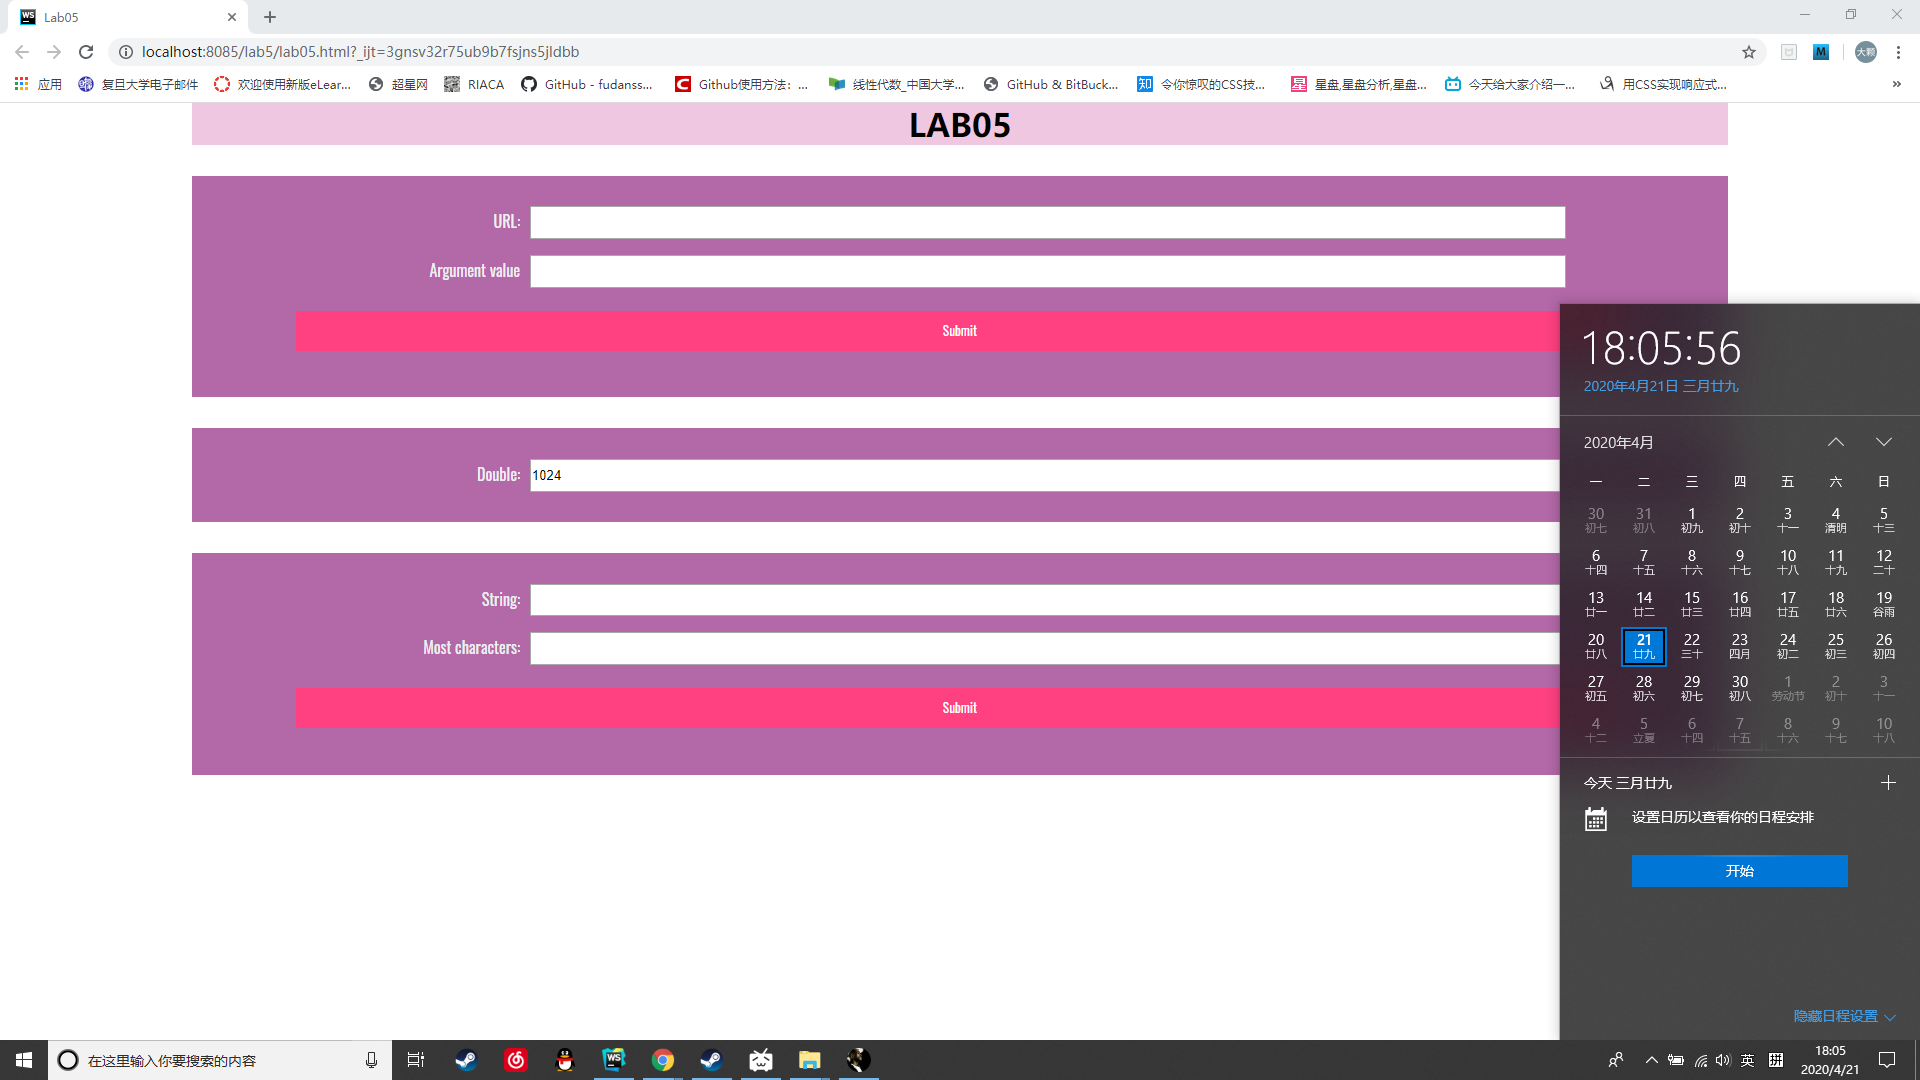 Lab05
localhost:8085/lab5/lab05.html?_ijt=3gnsv32r75ub9b7fsjns5jldbb
大颗
应用
复旦大学电子邮件
欢迎使用新版eLear...
超星网
RIACA
GitHub - fudanss...
Github使用方法: ...
线性代数_中国大学...
GitHub & BitBuck...
知 令你惊叹的CSS技...
星 星盘,星盘分析,星盘...
今天给大家介绍一...
用CSS实现响应式...
»
LAB05
URL:
Argument value
Submit
Double: 1024
String:
Most characters:
Submit
18:05:56
2020年4月21日 三月廿九
2020年4月
一 二 三 四 五 六 日
30 31 1 2 3 4 5
初七 初八 初九 初十 十一 清明 十三
6 7 8 9 10 11 12
十四 十五 十六 十七 十八 十九 二十
13 14 15 16 17 18 19
廿一 廿二 廿三 廿四 廿五 廿六 谷雨
20 21 22 23 24 25 26
廿八 廿九 三十 四月 初二 初三 初四
27 28 29 30 1 2 3
初五 初六 初七 初八 劳动节 初十 十一
4 5 6 7 8 9 10
十二 立夏 十四 十五 十六 十七 十八
今天 三月廿九
设置日历以查看你的日程安排
开始
隐藏日程设置
在这里输入你要搜索的内容
英
拼
18:05
2020/4/21